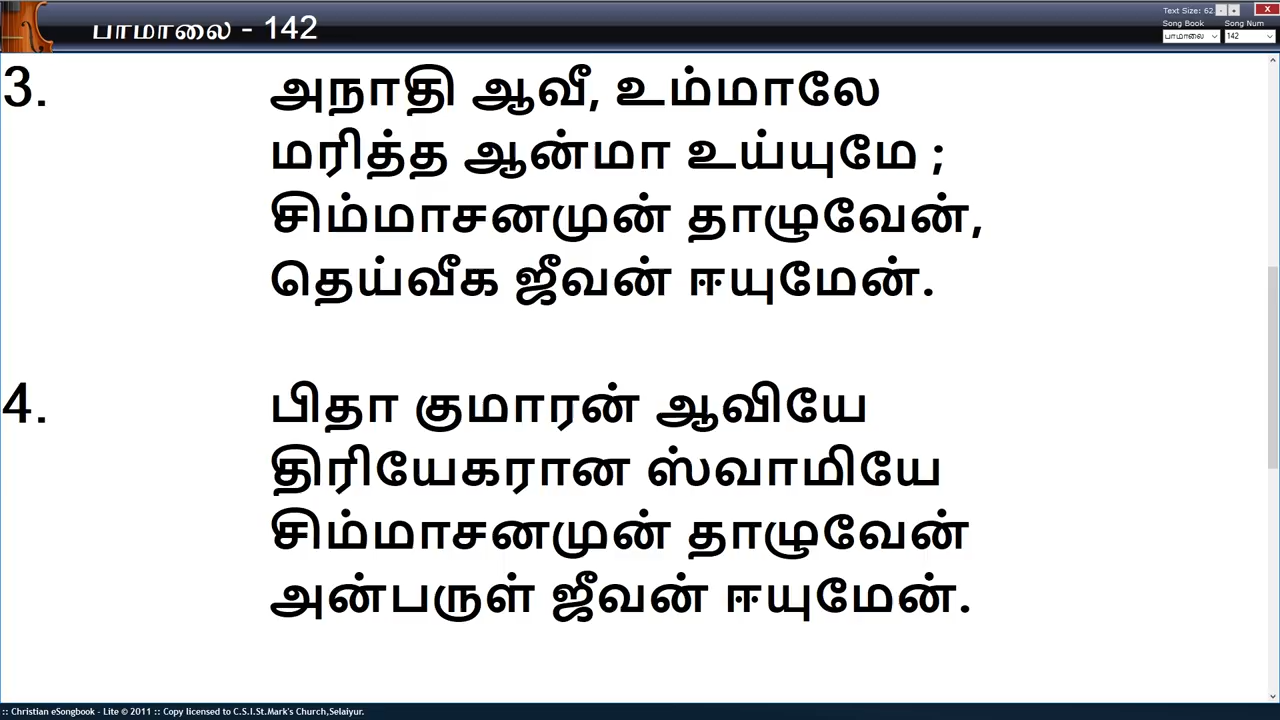 பாமாலை - 142
Text Size: 62
- +
X
Song Book
Song Num
பாமாலை
142
3.
அநாதி ஆவீ, உம்மாலே
மரித்த ஆன்மா உய்யுமே ;
சிம்மாசனமுன் தாழுவேன்,
தெய்வீக ஜீவன் ஈயுமேன்.
4.
பிதா குமாரன் ஆவியே
திரியேகரான ஸ்வாமியே
சிம்மாசனமுன் தாழுவேன்
அன்பருள் ஜீவன் ஈயுமேன்.
:: Christian eSongbook - Lite © 2011 :: Copy licensed to C.S.I.St.Mark's Church,Selaiyur.